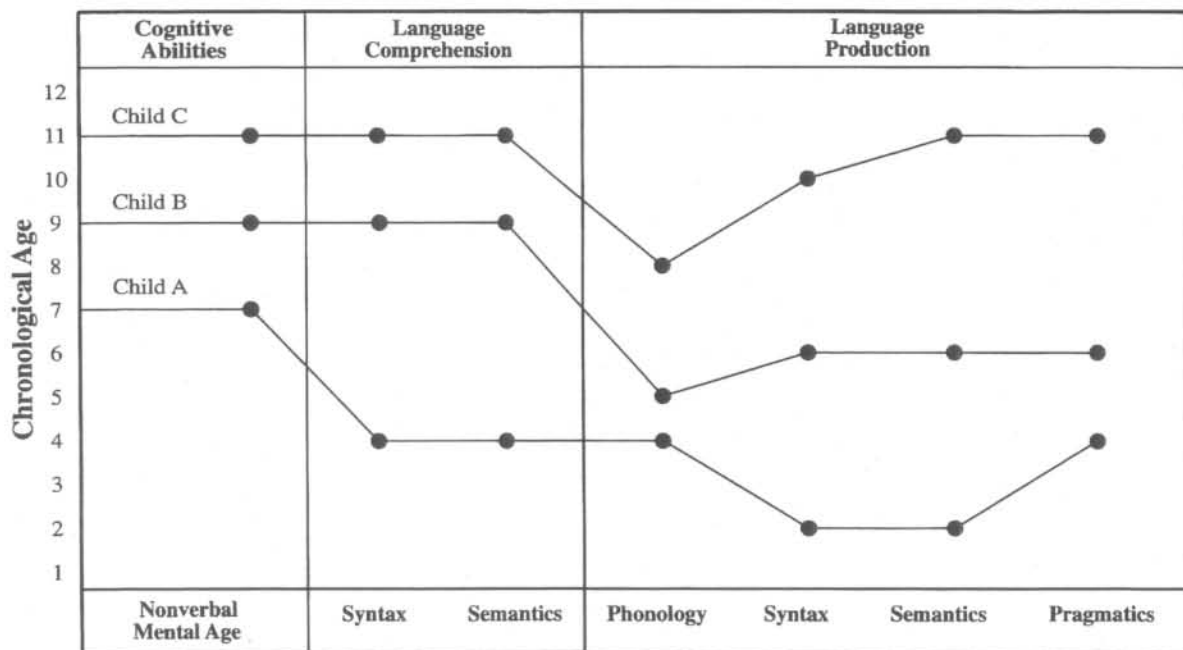 Cognitive
Abilities
Language
Comprehension
Language
Production
Chronological Age
12
11
10
9
8
7
6
5
4
3
2
1
Child C
Child B
Child A
Nonverbal
Mental Age
Syntax
Semantics
Phonology
Syntax
Semantics
Pragmatics